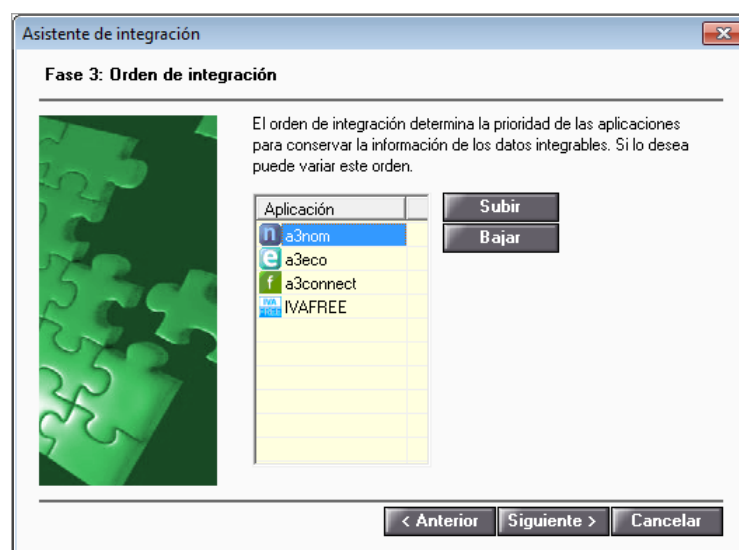 Asistente de integración
Fase 3: Orden de integración
El orden de integración determina la prioridad de las aplicaciones
para conservar la información de los datos integrables. Si lo desea
puede variar este orden.
Aplicación
Subir
Bajar
n a3nom
e a3eco
f a3connect
IVA FREE IVAFREE
< Anterior
Siguiente >
Cancelar